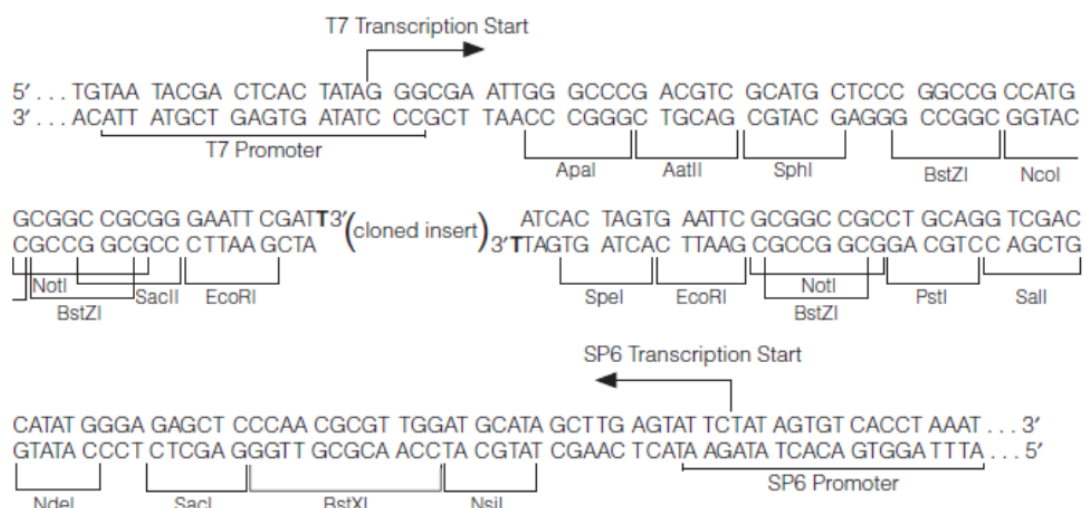 T7 Transcription Start
5′ . . . TGTAA TACGA CTCAC TATAG GGCGA ATTGG GCCCG ACGTC GCATG CTCCC GGCCG CCATG
3′ . . . ACATT ATGCT GAGTG ATATC CCGCT TAACC CGGGC TGCAG CGTAC GAGGG CCGGC GGTAC
T7 Promoter
ApaI AatII SphI BstZI NcoI
GCGGC CGCGG GAATT CGATT3′ (cloned insert) ATCAC TAGTG AATTC GCGGC CGCCT GCAGG TCGAC
CGCCG GCGCC CTTAA GCTA 3′TTAGTG ATCAC TTAAG CGCCG GCGGA CGTCC AGCTG
NotI SacII EcoRI SpeI EcoRI NotI PstI SalI
BstZI BstZI
SP6 Transcription Start
CATAT GGGA GAGCT CCCAA CGCGT TGGAT GCATA GCTTG AGTAT TCTAT AGTGT CACCT AAAT . . . 3′
GTATA CCCT CTCGAG GGTT GCGCA ACCTA CGTAT CGAAC TCATA AGATA TCACA GTGGA TTTA . . . 5′
SP6 Promoter
NdeI SacI BstXI NsiI